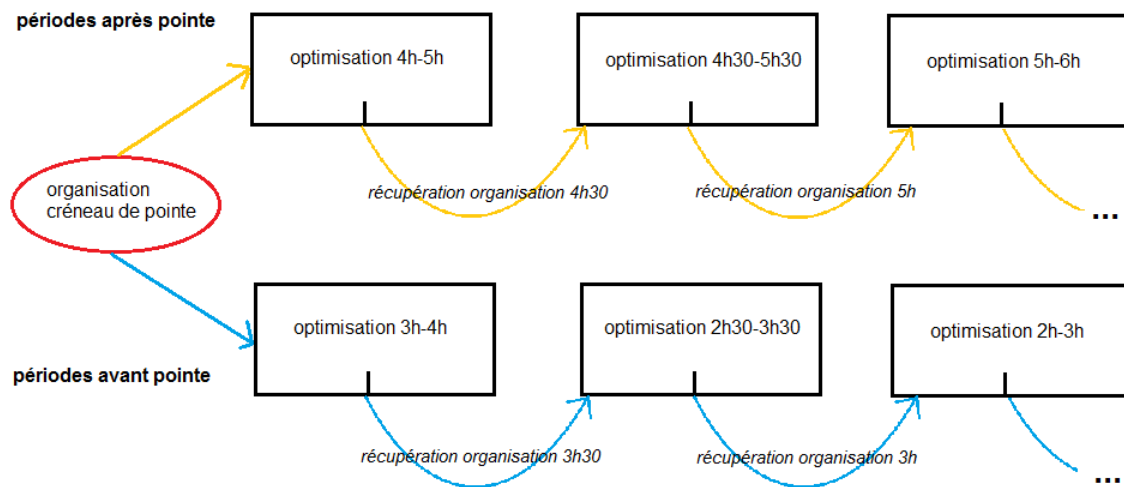 périodes après pointe
optimisation 4h-5h
optimisation 4h30-5h30
optimisation 5h-6h
récupération organisation 4h30
récupération organisation 5h
organisation
créneau de pointe
...
optimisation 3h-4h
optimisation 2h30-3h30
optimisation 2h-3h
périodes avant pointe
récupération organisation 3h30
récupération organisation 3h
...